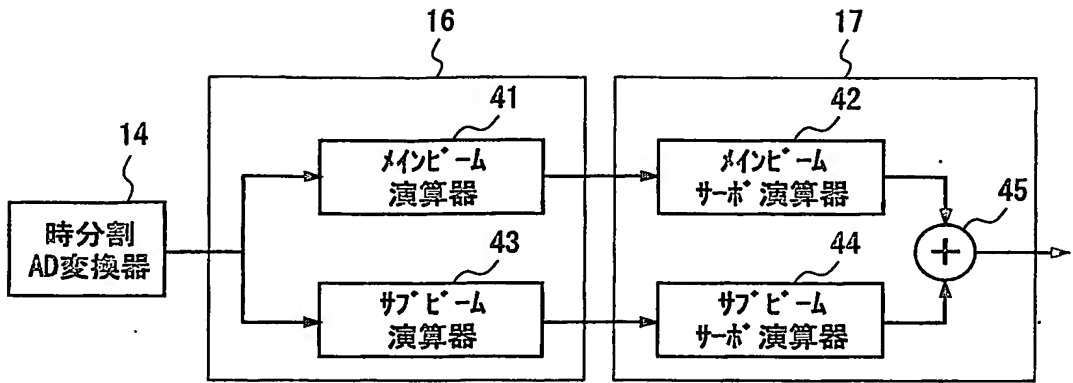 16
17
14
41
42
時分割
AD変換器
ﾒｲﾝﾋﾞｰﾑ
演算器
ﾒｲﾝﾋﾞｰﾑ
ｻｰﾎﾞ演算器
45
+
43
44
ｻﾌﾞﾋﾞｰﾑ
演算器
ｻﾌﾞﾋﾞｰﾑ
ｻｰﾎﾞ演算器